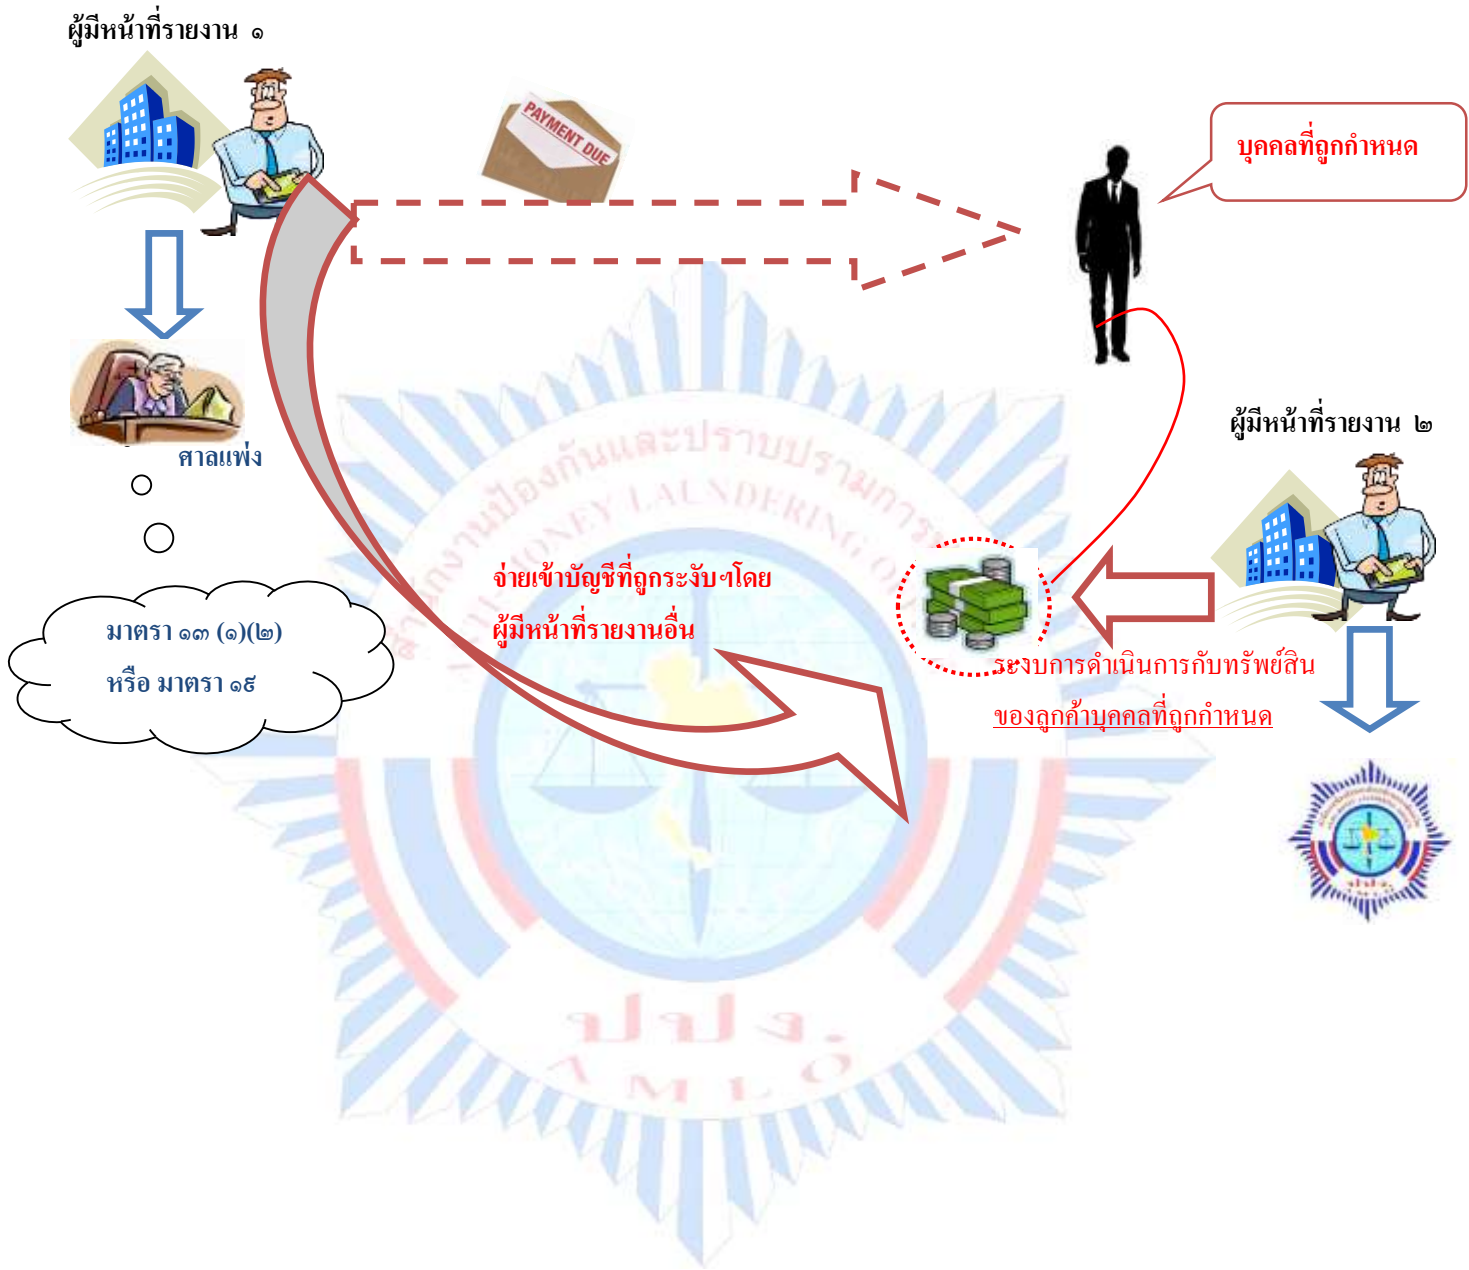 ผู้มีหน้าที่รายงาน ๑
PAYMENT DUE
บุคคลที่ถูกกำหนด
ศาลแพ่ง
ผู้มีหน้าที่รายงาน ๒
จ่ายเข้าบัญชีที่ถูกระงับฯโดย
ผู้มีหน้าที่รายงานอื่น
มาตรา ๑๓ (๑)(๒)
หรือ มาตรา ๑๙
ระงบการดำเนินการกับทรัพย์สิน
ของลูกค้าบุคคลที่ถูกกำหนด
ปปง.
AMLO